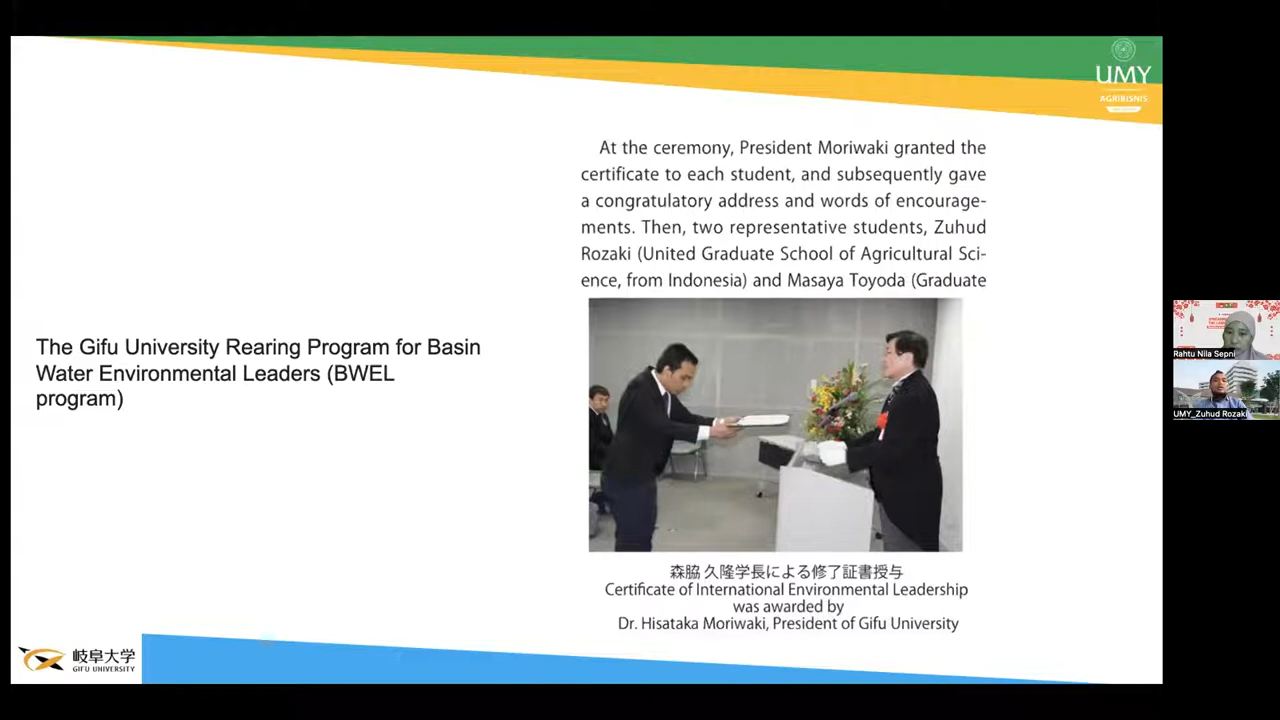 UMY
AGRIBISNIS
At the ceremony, President Moriwaki granted the
certificate to each student, and subsequently gave
a congratulatory address and words of encourage-
ments. Then, two representative students, Zuhud
Rozaki (United Graduate School of Agricultural Sci-
ence, from Indonesia) and Masaya Toyoda (Graduate
The Gifu University Rearing Program for Basin
Water Environmental Leaders (BWEL
program)
森脇 久隆学長による修了証書授与
Certificate of International Environmental Leadership
was awarded by
Dr. Hisataka Moriwaki, President of Gifu University
岐阜大学
GIFU UNIVERSITY
Rahtu Nila Sepni
UMY_Zuhud Rozaki